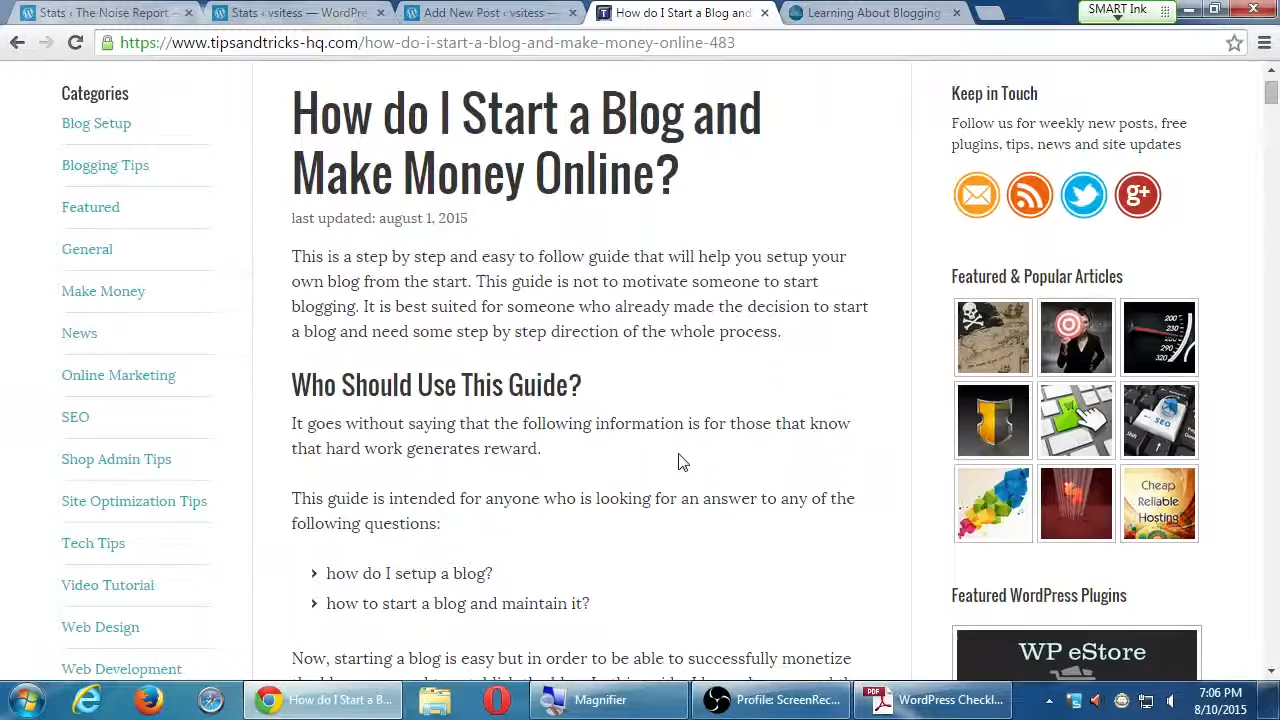 Stats ‹ The Noise Report
Stats ‹ vsitess — WordPre
Add New Post ‹ vsitess
How do I Start a Blog and
Learning About Blogging
SMART Ink
https://www.tipsandtricks-hq.com/how-do-i-start-a-blog-and-make-money-online-483
Categories
Blog Setup
Blogging Tips
Featured
General
Make Money
News
Online Marketing
SEO
Shop Admin Tips
Site Optimization Tips
Tech Tips
Video Tutorial
Web Design
Web Development
How do I Start a Blog and
Make Money Online?
last updated: august 1, 2015
This is a step by step and easy to follow guide that will help you setup your
own blog from the start. This guide is not to motivate someone to start
blogging. It is best suited for someone who already made the decision to start
a blog and need some step by step direction of the whole process.
Who Should Use This Guide?
It goes without saying that the following information is for those that know
that hard work generates reward.
This guide is intended for anyone who is looking for an answer to any of the
following questions:
how do I setup a blog?
how to start a blog and maintain it?
Now, starting a blog is easy but in order to be able to successfully monetize
Keep in Touch
Follow us for weekly new posts, free
plugins, tips, news and site updates
g+
Featured & Popular Articles
200
230
290
320
SEO
Shift
Cheap
Reliable
Hosting
Featured WordPress Plugins
WP eStore
How do I Start a B...
Magnifier
Profile: ScreenRec...
PDF
WordPress Checkl...
7:06 PM
8/10/2015